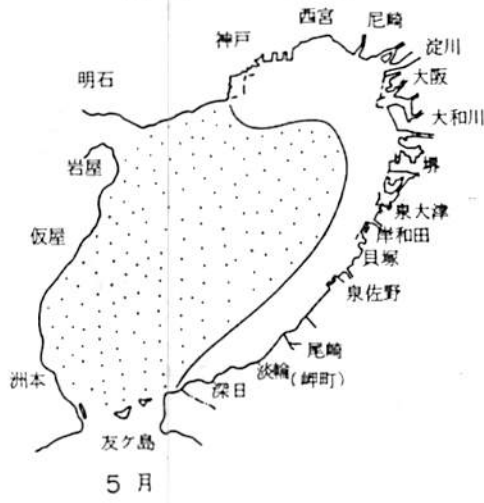 西宮
尼崎
神戸
淀川
明石
大阪
大和川
岩屋
堺
泉大津
仮屋
岸和田
貝塚
泉佐野
尾崎
淡輪
(岬町)
洲本
深日
友ケ島
5月